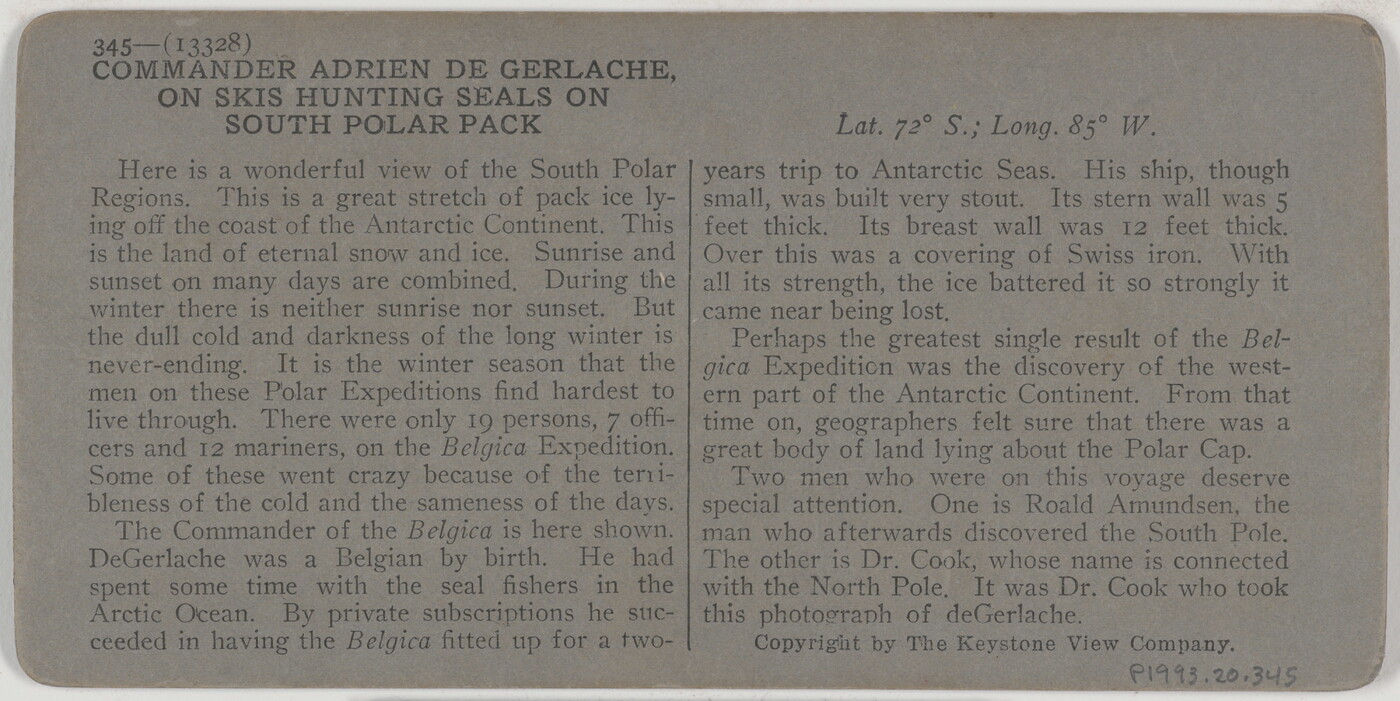 345—(13328)
COMMANDER ADRIEN DE GERLACHE,
ON SKIS HUNTING SEALS ON
SOUTH POLAR PACK
Lat. 72° S.; Long. 85° W.
Here is a wonderful view of the South Polar
Regions. This is a great stretch of pack ice ly-
ing off the coast of the Antarctic Continent. This
is the land of eternal snow and ice. Sunrise and
sunset on many days are combined. During the
winter there is neither sunrise nor sunset. But
the dull cold and darkness of the long winter is
never-ending. It is the winter season that the
men on these Polar Expeditions find hardest to
live through. There were only 19 persons, 7 offi-
cers and 12 mariners, on the Belgica Expedition.
Some of these went crazy because of the terri-
bleness of the cold and the sameness of the days.
The Commander of the Belgica is here shown.
DeGerlache was a Belgian by birth. He had
spent some time with the seal fishers in the
Arctic Ocean. By private subscriptions he suc-
ceeded in having the Belgica fitted up for a two-
years trip to Antarctic Seas. His ship, though
small, was built very stout. Its stern wall was 5
feet thick. Its breast wall was 12 feet thick.
Over this was a covering of Swiss iron. With
all its strength, the ice battered it so strongly it
came near being lost.
Perhaps the greatest single result of the Bel-
gica Expedition was the discovery of the west-
ern part of the Antarctic Continent. From that
time on, geographers felt sure that there was a
great body of land lying about the Polar Cap.
Two men who were on this voyage deserve
special attention. One is Roald Amundsen, the
man who afterwards discovered the South Pole.
The other is Dr. Cook, whose name is connected
with the North Pole. It was Dr. Cook who took
this photograph of deGerlache.
Copyright by The Keystone View Company.
P1993.20.345